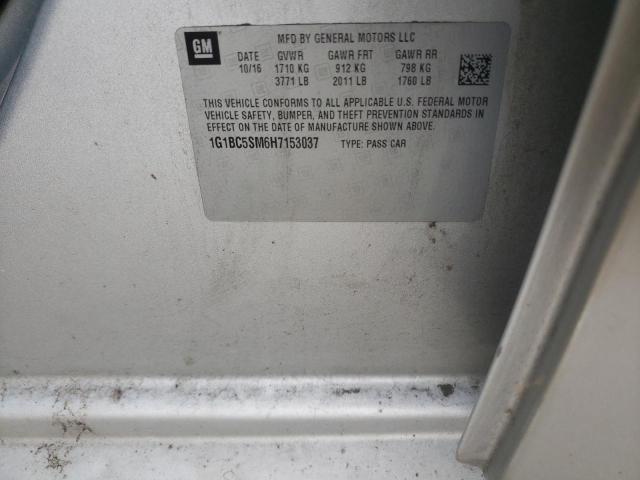 GM
MFD BY GENERAL MOTORS LLC
DATE GVWR GAWR FRT GAWR RR
10/16 1710 KG 912 KG 798 KG
3771 LB 2011 LB 1760 LB
THIS VEHICLE CONFORMS TO ALL APPLICABLE U.S. FEDERAL MOTOR
VEHICLE SAFETY, BUMPER, AND THEFT PREVENTION STANDARDS
IN EFFECT ON THE DATE OF MANUFACTURE SHOWN ABOVE.
1G1BC5SM6H7153037 TYPE: PASS CAR